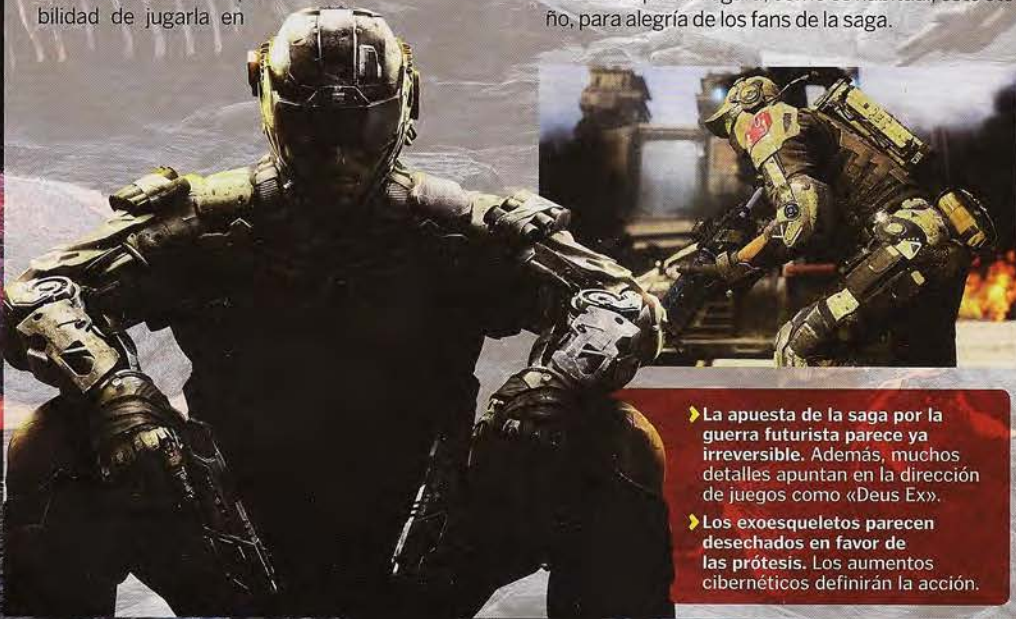 bilidad de jugarla en
ño, para alegría de los fans de la saga.
La apuesta de la saga por la
guerra futurista parece ya
irreversible. Además, muchos
detalles apuntan en la dirección
de juegos como «Deus Ex».
Los exoesqueletos parecen
desechados en favor de
las prótesis. Los aumentos
cibernéticos definirán la acción.